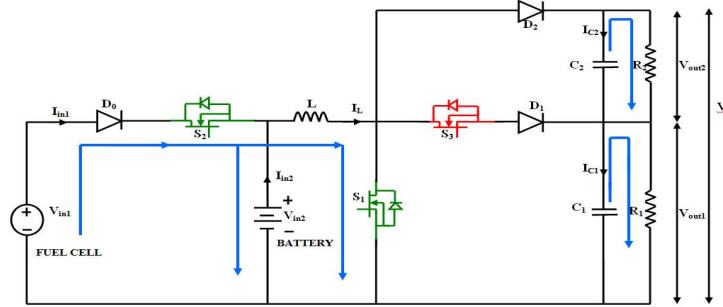 D2
IC2
C2
R2
Vout2
V
Iin1
D0
S2
L
IL
S3
D1
IC1
Iin2
S1
C1
R1
Vout1
Vin1
+
−
+
Vin2
−
FUEL CELL
BATTERY